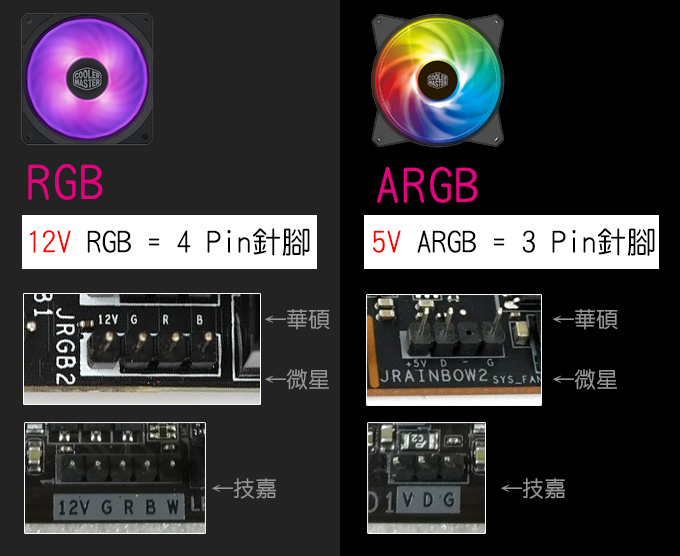 COOLER
MASTER
RGB
12V RGB = 4 Pin針腳
B1
JRGB2
12V G R B
←華碩
←微星
12V G R B W
1
←技嘉
COOLER
MASTER
ARGB
5V ARGB = 3 Pin針腳
+5V D - G
JRAINBOW2 SYS_FAN
←華碩
←微星
C2
D1 V D G
←技嘉